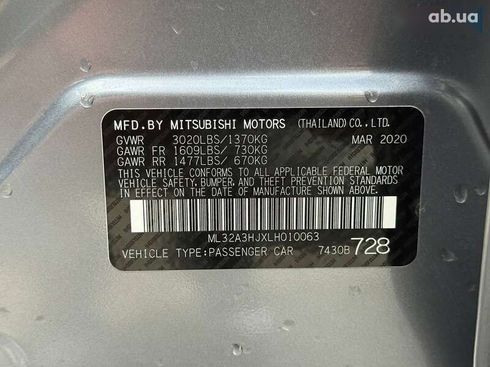 ab.ua
MFD.BY MITSUBISHI MOTORS (THAILAND) CO., LTD.
GVWR 3020LBS/1370KG MAR 2020
GAWR FR 1609LBS/ 730KG
GAWR RR 1477LBS/ 670KG
THIS VEHICLE CONFORMS TO ALL APPLICABLE FEDERAL MOTOR
VEHICLE SAFETY, BUMPER, AND THEFT PREVENTION STANDARDS
IN EFFECT ON THE DATE OF MANUFACTURE SHOWN ABOVE.
ML32A3HJXLH010063
VEHICLE TYPE:PASSENGER CAR 7430B 728